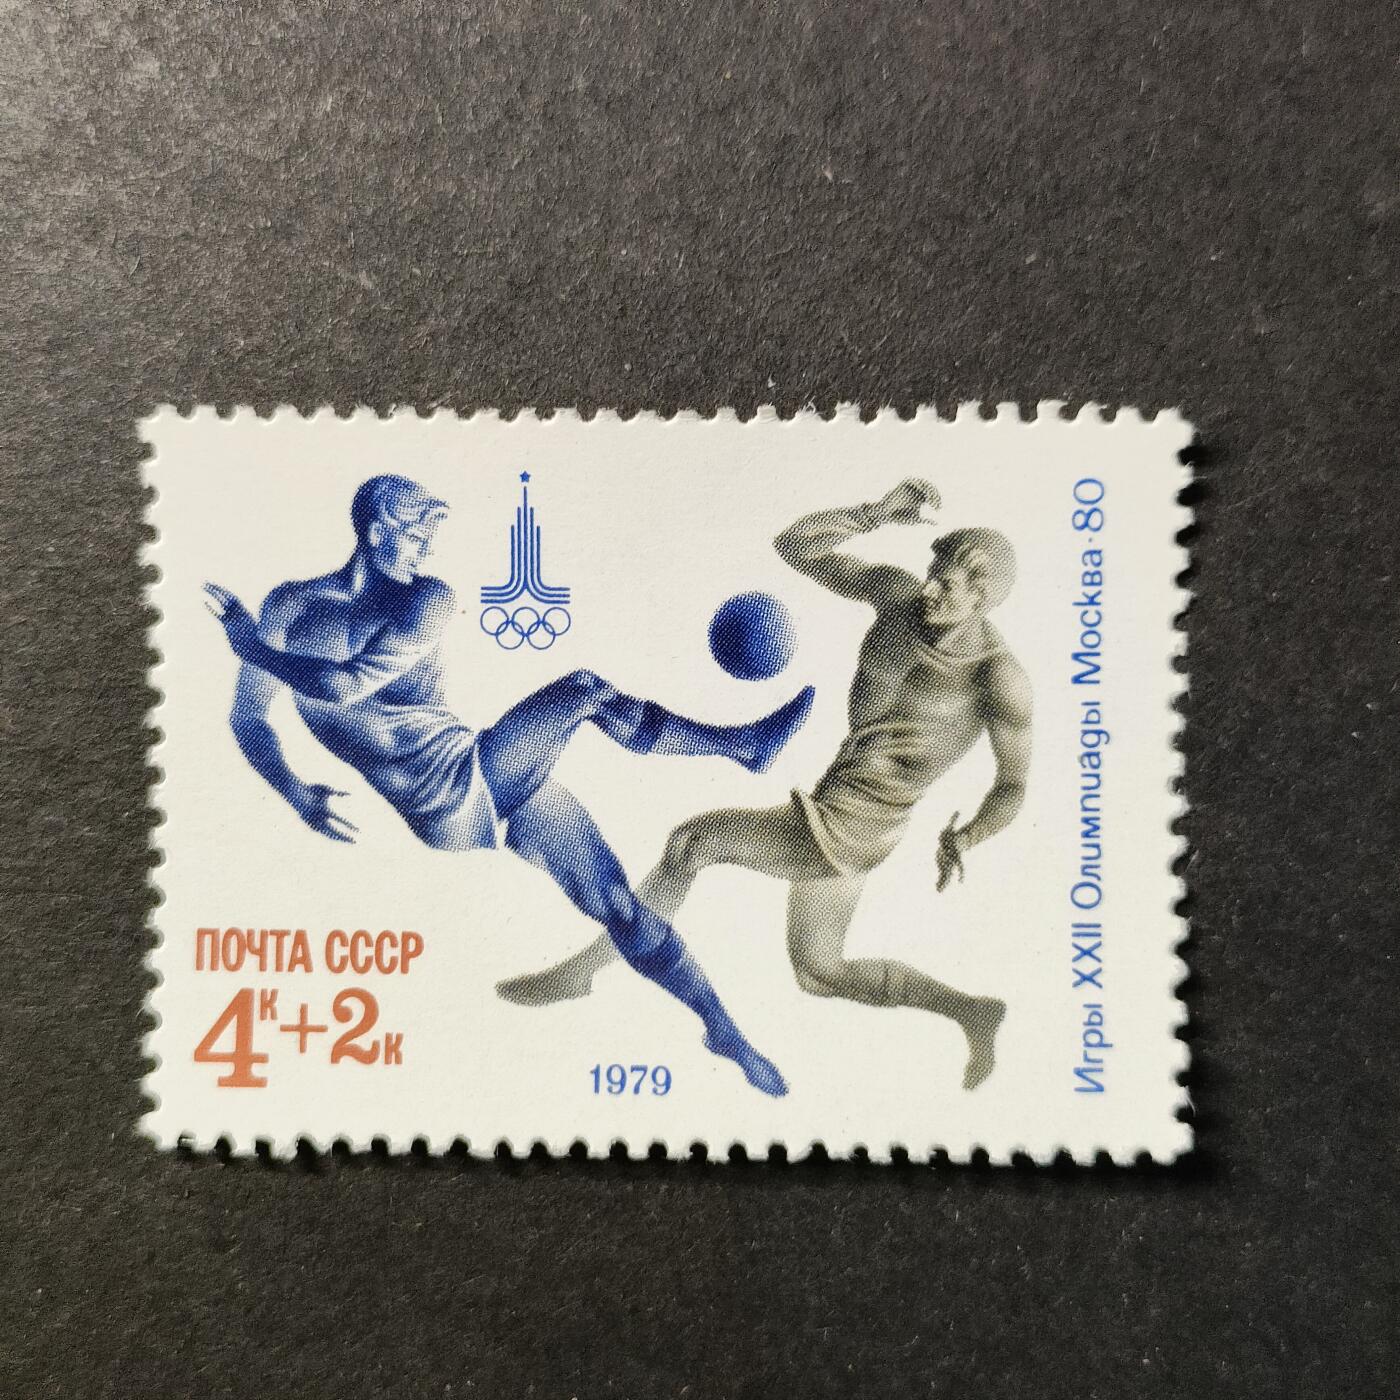 ПОЧТА СССР
4к+2к
1979
Игры XXII Олимпиады Москва·80